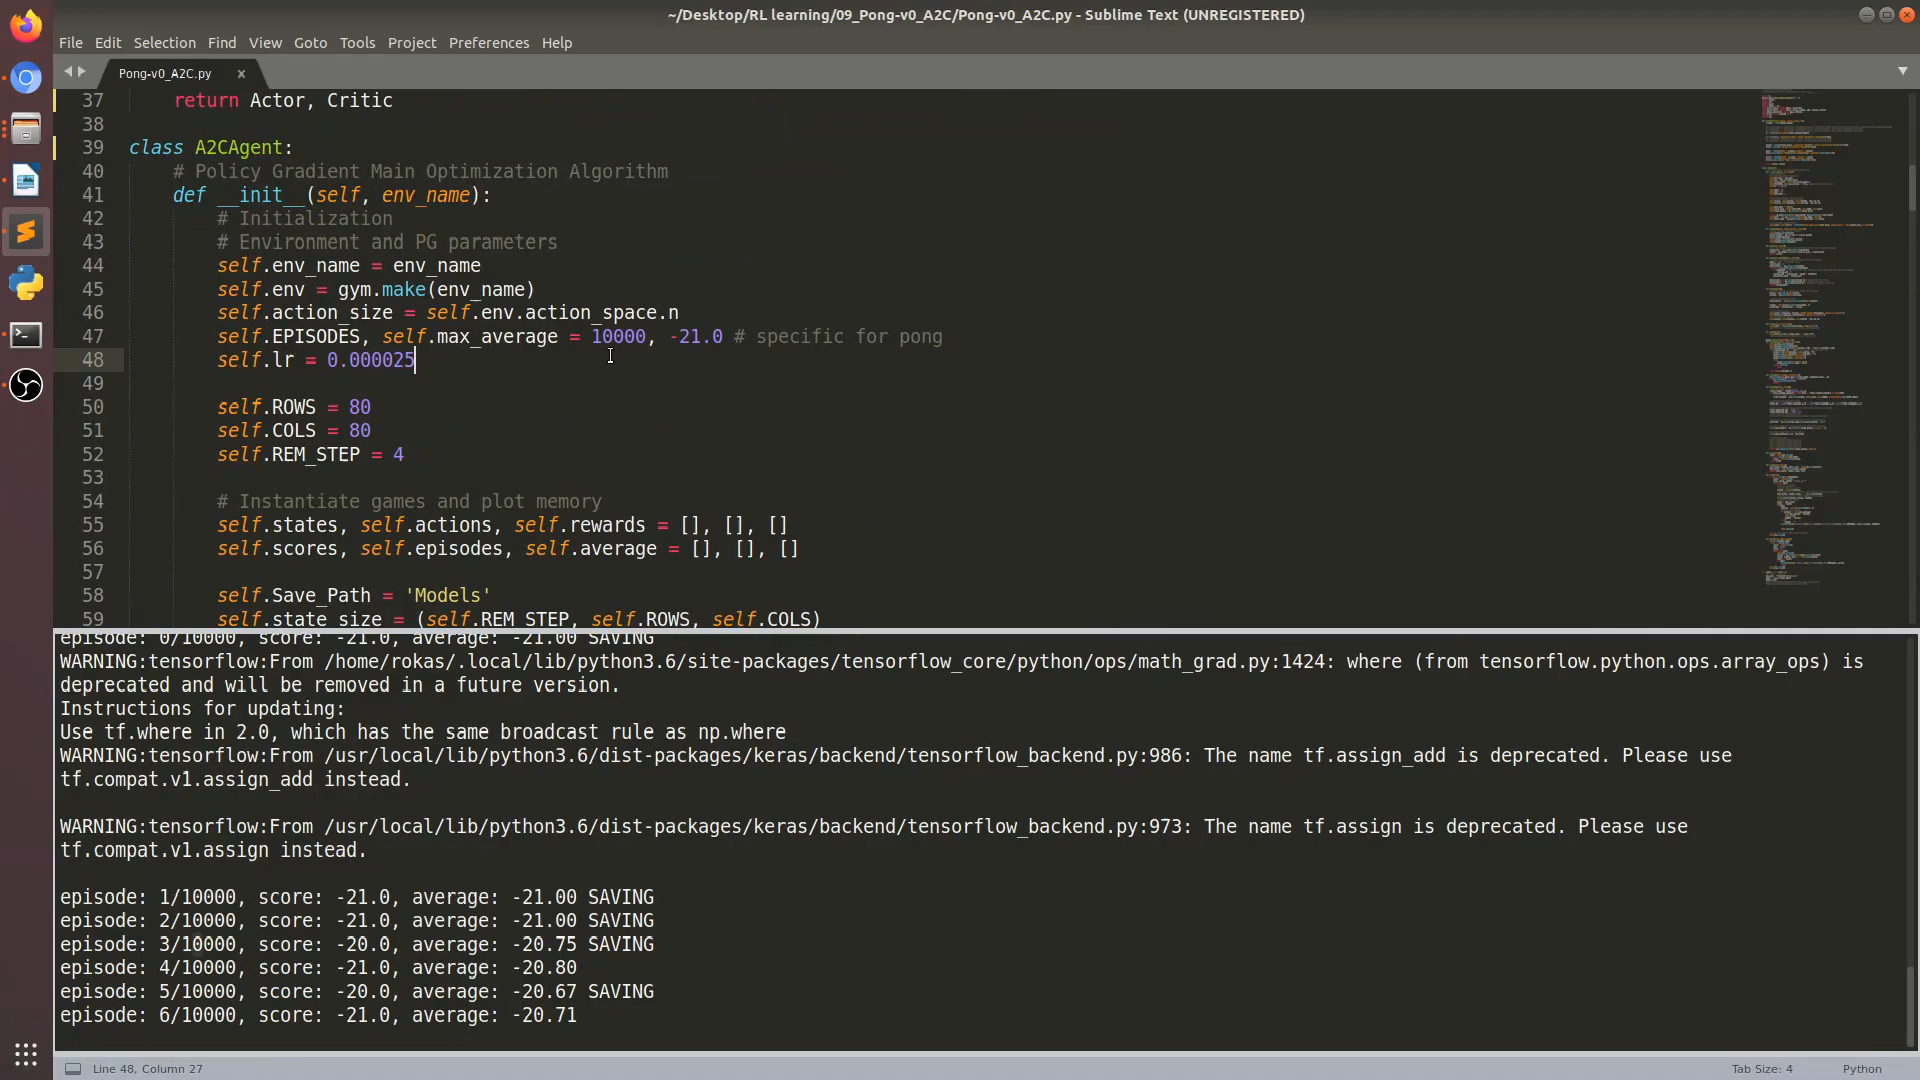 ~/Desktop/RL learning/09_Pong-v0_A2C/Pong-v0_A2C.py - Sublime Text (UNREGISTERED)
File Edit Selection Find View Goto Tools Project Preferences Help
Pong-v0_A2C.py x
37 return Actor, Critic
38
39 class A2CAgent:
40 # Policy Gradient Main Optimization Algorithm
41 def __init__(self, env_name):
42 # Initialization
43 # Environment and PG parameters
44 self.env_name = env_name
45 self.env = gym.make(env_name)
46 self.action_size = self.env.action_space.n
47 self.EPISODES, self.max_average = 10000, -21.0 # specific for pong
48 self.lr = 0.000025
49
50 self.ROWS = 80
51 self.COLS = 80
52 self.REM_STEP = 4
53
54 # Instantiate games and plot memory
55 self.states, self.actions, self.rewards = [], [], []
56 self.scores, self.episodes, self.average = [], [], []
57
58 self.Save_Path = 'Models'
59 self.state_size = (self.REM_STEP, self.ROWS, self.COLS)
episode: 0/10000, score: -21.0, average: -21.00 SAVING
WARNING:tensorflow:From /home/rokas/.local/lib/python3.6/site-packages/tensorflow_core/python/ops/math_grad.py:1424: where (from tensorflow.python.ops.array_ops) is
deprecated and will be removed in a future version.
Instructions for updating:
Use tf.where in 2.0, which has the same broadcast rule as np.where
WARNING:tensorflow:From /usr/local/lib/python3.6/dist-packages/keras/backend/tensorflow_backend.py:986: The name tf.assign_add is deprecated. Please use
tf.compat.v1.assign_add instead.
WARNING:tensorflow:From /usr/local/lib/python3.6/dist-packages/keras/backend/tensorflow_backend.py:973: The name tf.assign is deprecated. Please use
tf.compat.v1.assign instead.
episode: 1/10000, score: -21.0, average: -21.00 SAVING
episode: 2/10000, score: -21.0, average: -21.00 SAVING
episode: 3/10000, score: -20.0, average: -20.75 SAVING
episode: 4/10000, score: -21.0, average: -20.80
episode: 5/10000, score: -20.0, average: -20.67 SAVING
episode: 6/10000, score: -21.0, average: -20.71
Line 48, Column 27 Tab Size: 4 Python